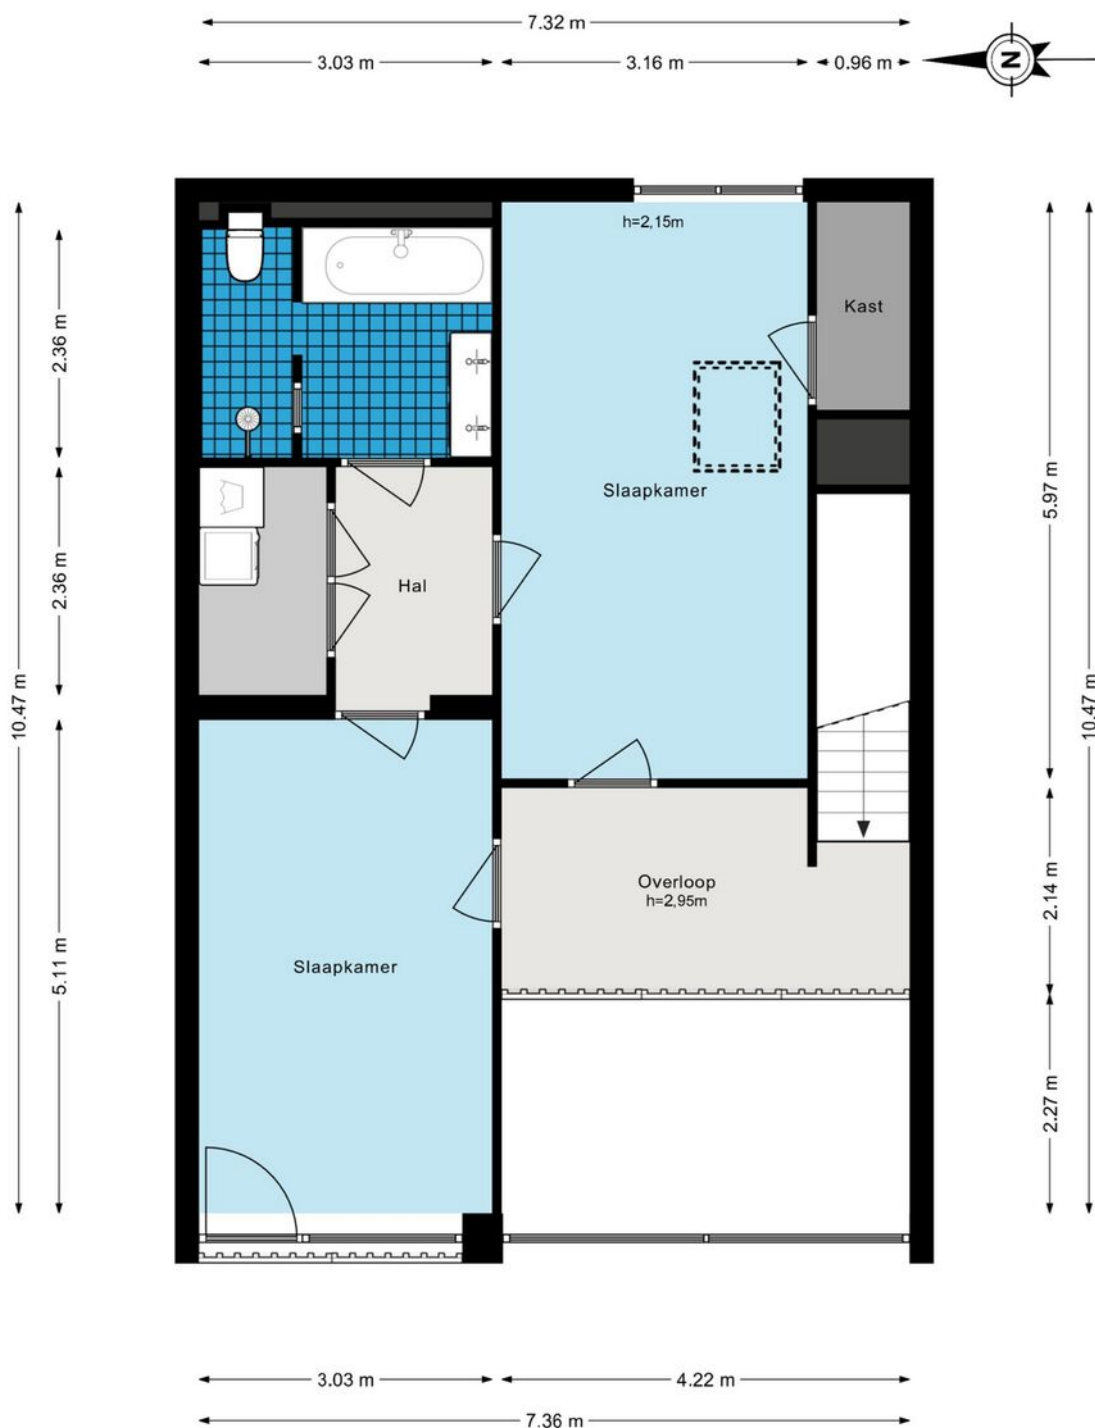 7.32 m
3.03 m
3.16 m
0.96 m
N
h=2,15m
Kast
2.36 m
Slaapkamer
5.97 m
2.36 m
Hal
10.47 m
10.47 m
Overloop
h=2,95m
2.14 m
5.11 m
Slaapkamer
2.27 m
3.03 m
4.22 m
7.36 m